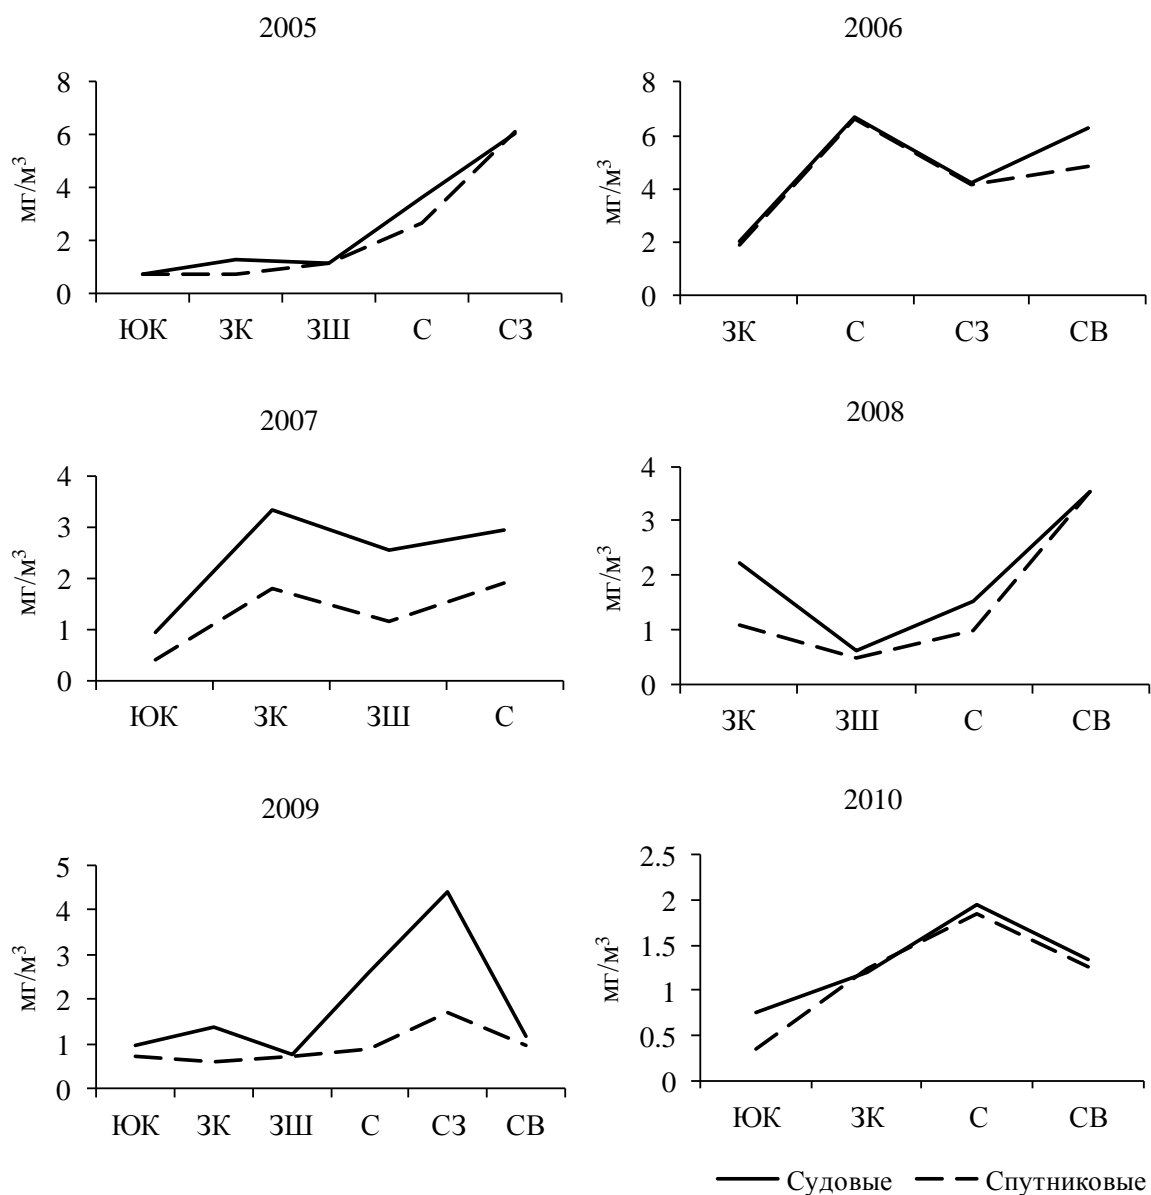 2005
8
6
4
2
0
мг/м³
ЮК ЗК ЗШ С СЗ
2006
8
6
4
2
0
мг/м³
ЗК С СЗ СВ
2007
4
3
2
1
0
мг/м³
ЮК ЗК ЗШ С
2008
4
3
2
1
0
мг/м³
ЗК ЗШ С СВ
2009
5
4
3
2
1
0
мг/м³
ЮК ЗК ЗШ С СЗ СВ
2010
2.5
2
1.5
1
0.5
0
мг/м³
ЮК ЗК С СВ
Судовые Спутниковые